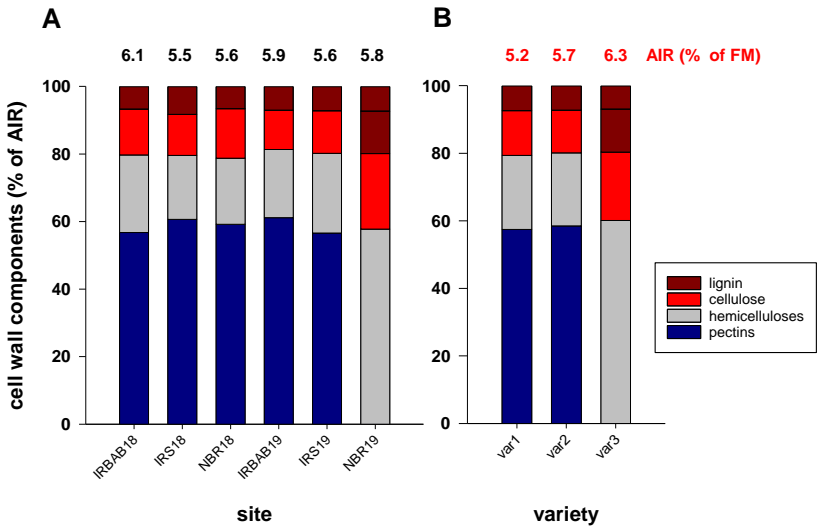 A
B
6.1 5.5 5.6 5.9 5.6 5.8
5.2 5.7 6.3 AIR (% of FM)
cell wall components (% of AIR)
100
80
60
40
20
0
IRBAB18
IRS18
NBR18
IRBAB19
IRS19
NBR19
site
100
80
60
40
20
0
var1
var2
var3
variety
lignin
cellulose
hemicelluloses
pectins